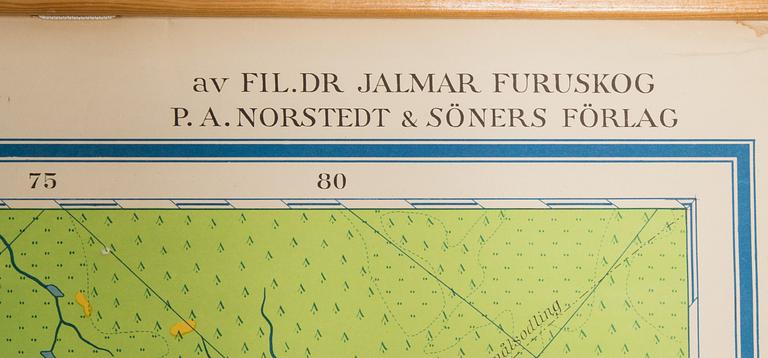 av FIL.DR JALMAR FURUSKOG
P. A. NORSTEDT & SÖNERS FÖRLAG
75 80